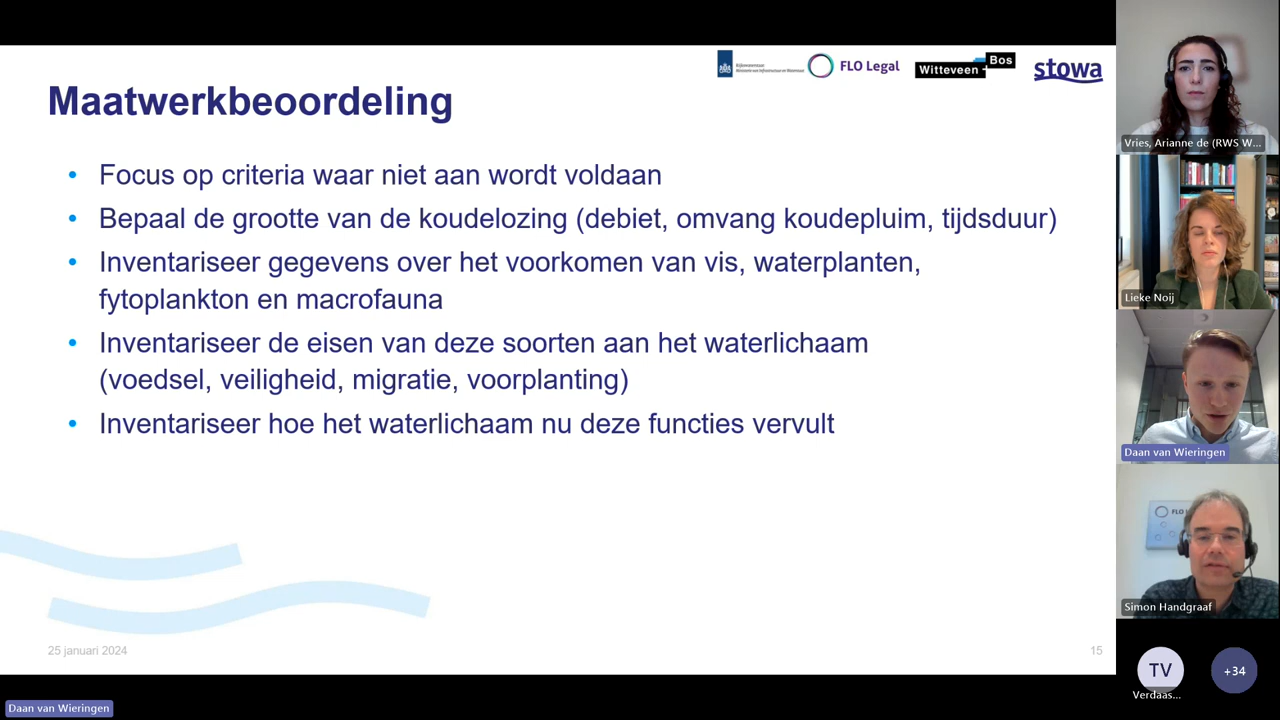 FLO Legal
Witteveen + Bos
stowa
Maatwerkbeoordeling
• Focus op criteria waar niet aan wordt voldaan
• Bepaal de grootte van de koudelozing (debiet, omvang koudepluim, tijdsduur)
• Inventariseer gegevens over het voorkomen van vis, waterplanten,
fytoplankton en macrofauna
• Inventariseer de eisen van deze soorten aan het waterlichaam
(voedsel, veiligheid, migratie, voorplanting)
• Inventariseer hoe het waterlichaam nu deze functies vervult
25 januari 2024
15
Daan van Wieringen
Vries, Arianne de (RWS W...
Lieke Noij
Daan van Wieringen
FLO
Simon Handgraaf
TV
Verdaas...
+34